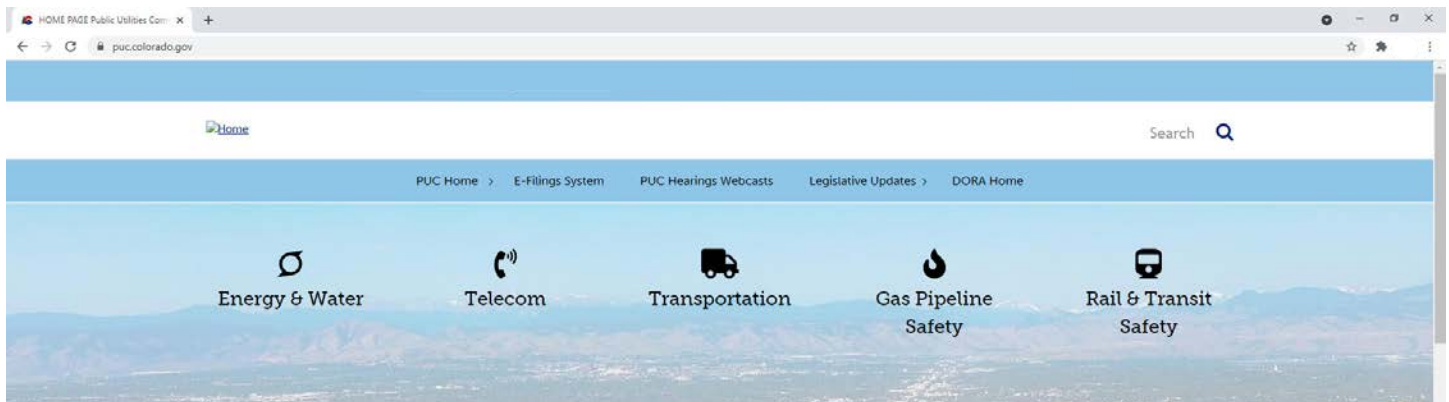 HOME PAGE Public Utilities Com
puc.colorado.gov
Home
Search
PUC Home > E-Filings System PUC Hearings Webcasts Legislative Updates > DORA Home
Energy & Water
Telecom
Transportation
Gas Pipeline
Safety
Rail & Transit
Safety